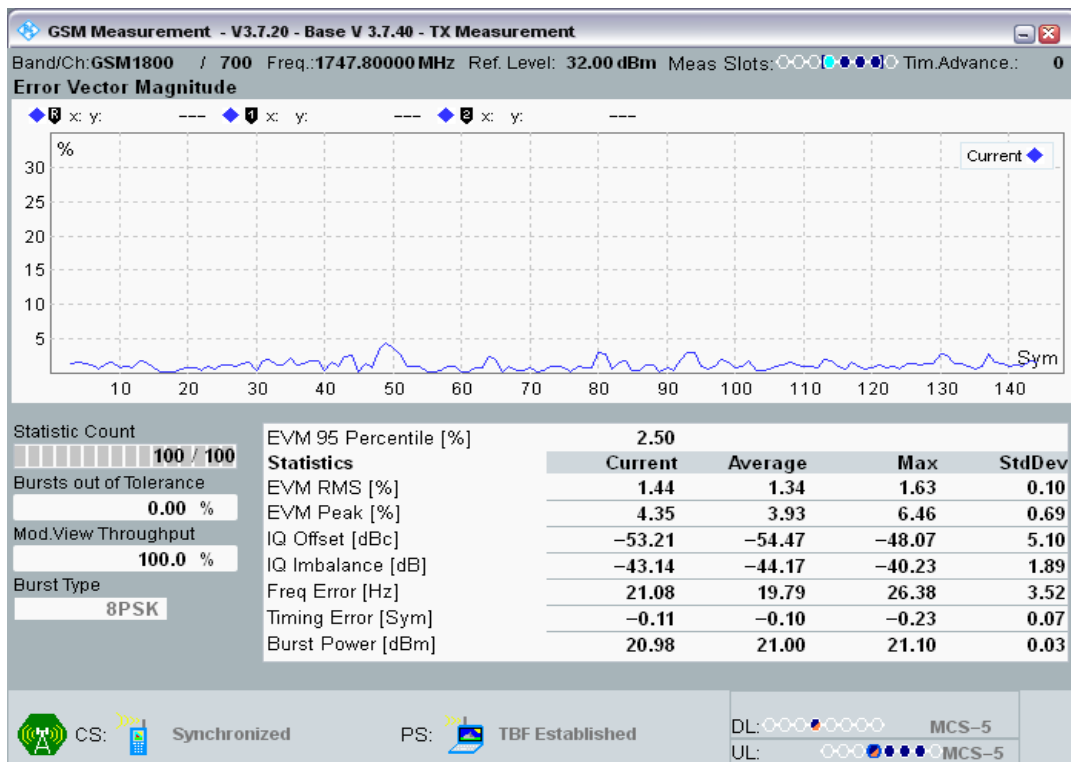 GSM Measurement - V3.7.20 - Base V 3.7.40 - TX Measurement
Band/Ch:GSM1800 / 700 Freq.:1747.80000 MHz Ref. Level: 32.00 dBm Meas Slots: Tim.Advance.: 0
Error Vector Magnitude
R x: y: --- 1 x: y: --- 2 x: y: ---
%
Current
30
25
20
15
10
5
Sym
10 20 30 40 50 60 70 80 90 100 110 120 130 140
Statistic Count
100 / 100
Bursts out of Tolerance
0.00 %
Mod.View Throughput
100.0 %
Burst Type
8PSK
EVM 95 Percentile [%] 2.50
Statistics Current Average Max StdDev
EVM RMS [%] 1.44 1.34 1.63 0.10
EVM Peak [%] 4.35 3.93 6.46 0.69
IQ Offset [dBc] −53.21 −54.47 −48.07 5.10
IQ Imbalance [dB] −43.14 −44.17 −40.23 1.89
Freq Error [Hz] 21.08 19.79 26.38 3.52
Timing Error [Sym] −0.11 −0.10 −0.23 0.07
Burst Power [dBm] 20.98 21.00 21.10 0.03
CS: Synchronized PS: TBF Established
DL: MCS−5
UL: MCS−5